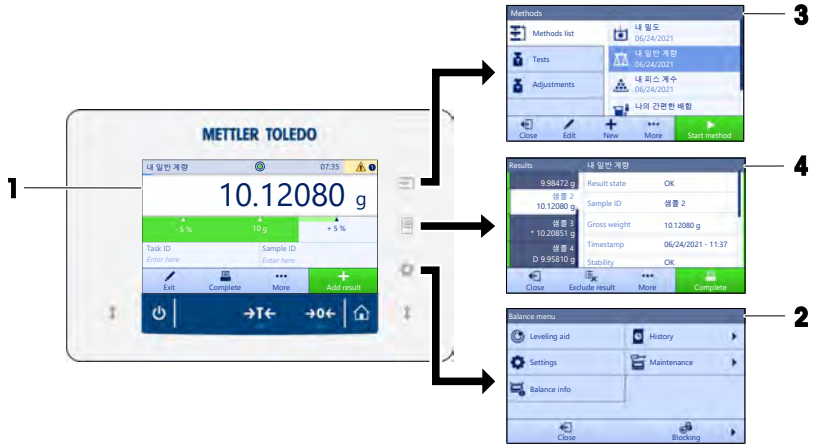 METTLER TOLEDO
1
내 일반 계량
07:35
10.12080 g
- 5 %
10 g
+ 5 %
Task ID
Sample ID
Enter here
Enter here
Exit
Complete
More
Add result
→T←
→0←
3
Methods
Methods list
Tests
Adjustments
내 밀도
06/24/2021
내 일반 계량
06/24/2021
내 피스 계수
06/24/2021
나의 간편한 배합
Close
Edit
New
More
Start method
4
Results
내 일반 계량
9.98472 g
샘플 2
10.12080 g
샘플 3
* 10.20851 g
샘플 4
D 9.95810 g
Result state
OK
Sample ID
샘플 2
Gross weight
10.12080 g
Timestamp
06/24/2021 - 11:37
Stability
OK
Close
Exclude result
More
Complete
2
Balance menu
Leveling aid
History
Settings
Maintenance
Balance info
Close
Blocking